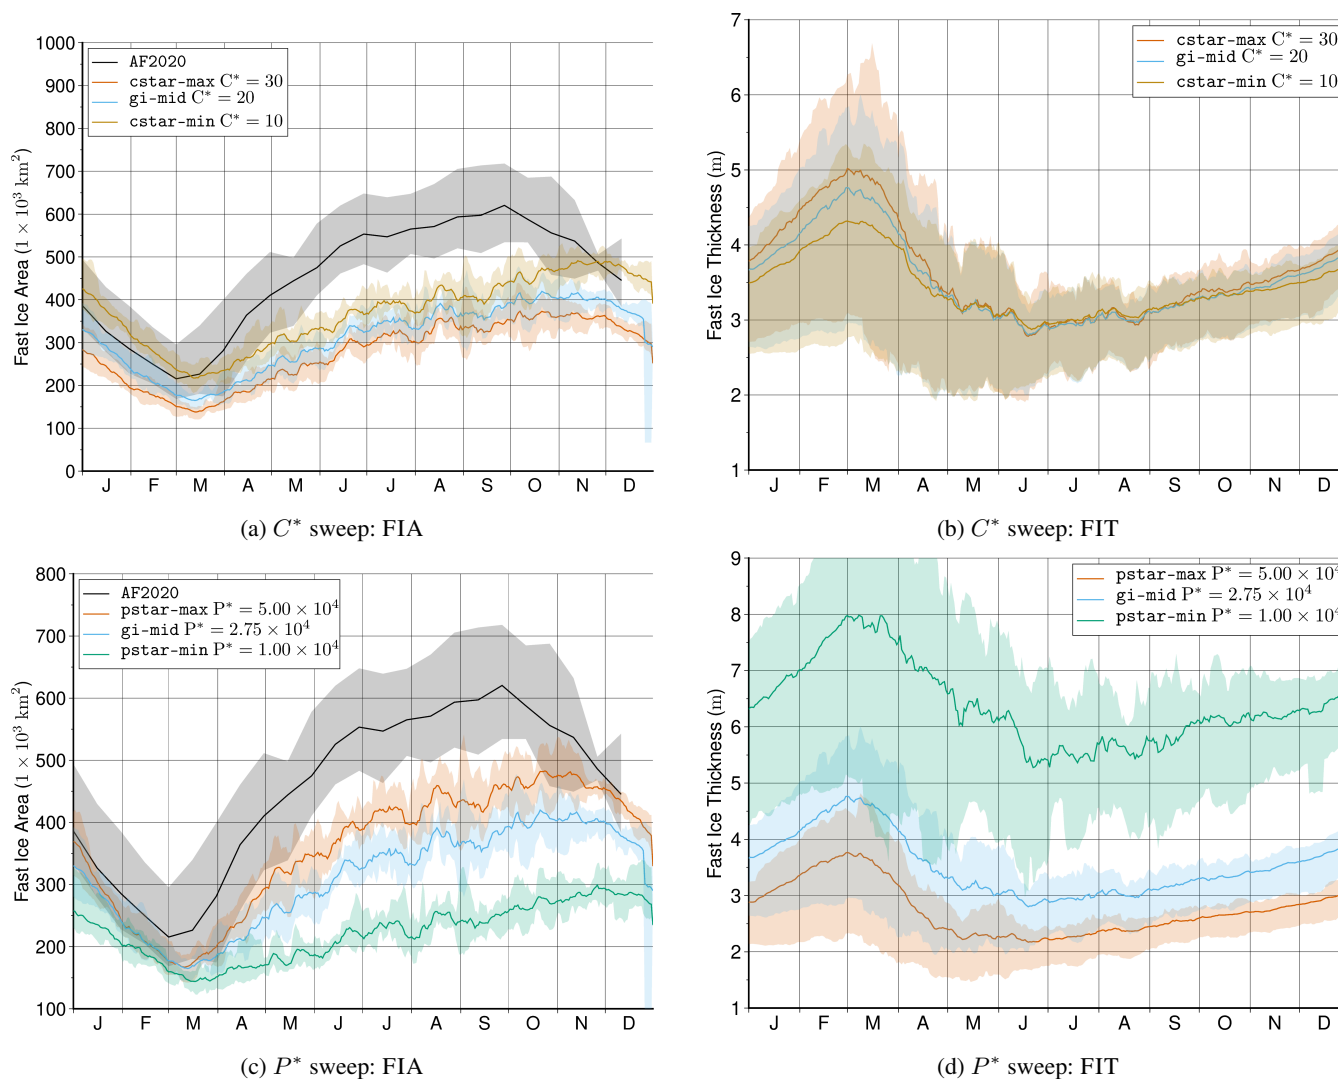 1000
900
800
700
600
500
400
300
200
100
0
Fast Ice Area (1 × 10³ km²)
AF2020
cstar-max C* = 30
gi-mid C* = 20
cstar-min C* = 10
J F M A M J J A S O N D
(a) C* sweep: FIA
7
6
5
4
3
2
1
Fast Ice Thickness (m)
cstar-max C* = 30
gi-mid C* = 20
cstar-min C* = 10
J F M A M J J A S O N D
(b) C* sweep: FIT
800
700
600
500
400
300
200
100
Fast Ice Area (1 × 10³ km²)
AF2020
pstar-max P* = 5.00 × 10⁴
gi-mid P* = 2.75 × 10⁴
pstar-min P* = 1.00 × 10⁴
J F M A M J J A S O N D
(c) P* sweep: FIA
9
8
7
6
5
4
3
2
1
Fast Ice Thickness (m)
pstar-max P* = 5.00 × 10⁴
gi-mid P* = 2.75 × 10⁴
pstar-min P* = 1.00 × 10⁴
J F M A M J J A S O N D
(d) P* sweep: FIT